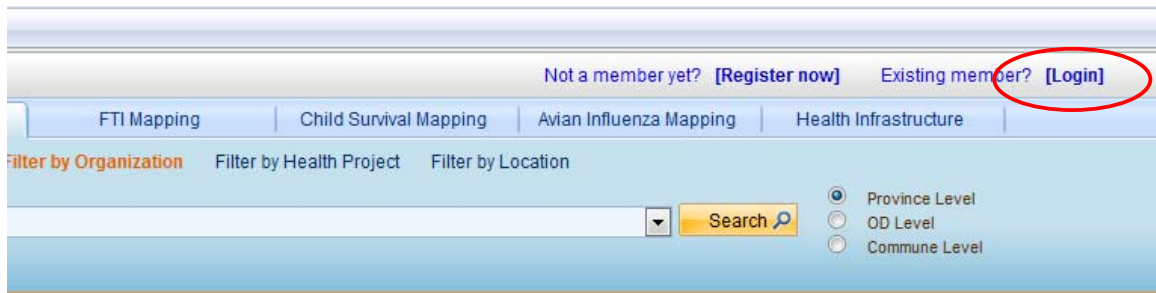 Not a member yet? [Register now] Existing member? [Login]
FTI Mapping Child Survival Mapping Avian Influenza Mapping Health Infrastructure
Filter by Organization Filter by Health Project Filter by Location
Province Level
Search OD Level
Commune Level